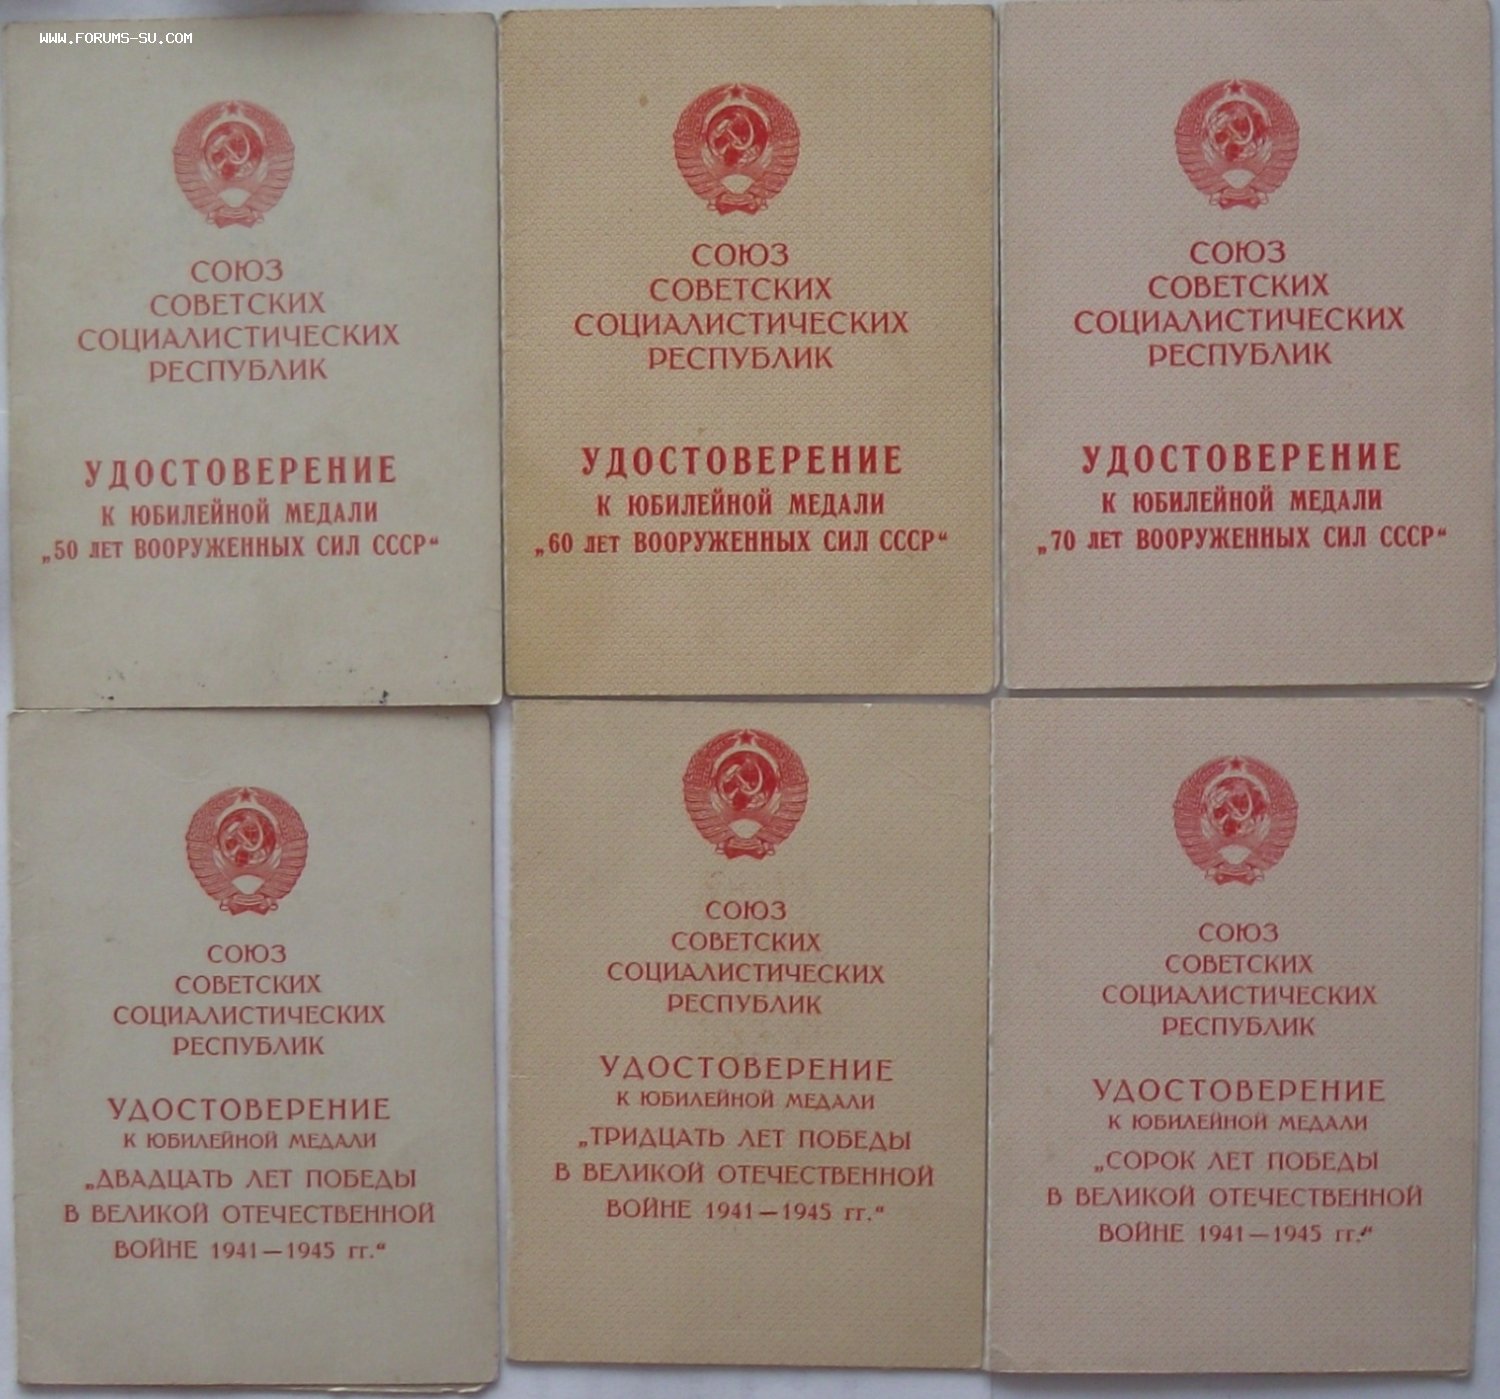 WWW.FORUMS-SU.COM
СОЮЗ
СОВЕТСКИХ
СОЦИАЛИСТИЧЕСКИХ
РЕСПУБЛИК
УДОСТОВЕРЕНИЕ
К ЮБИЛЕЙНОЙ МЕДАЛИ
„50 ЛЕТ ВООРУЖЕННЫХ СИЛ СССР“
СОЮЗ
СОВЕТСКИХ
СОЦИАЛИСТИЧЕСКИХ
РЕСПУБЛИК
УДОСТОВЕРЕНИЕ
К ЮБИЛЕЙНОЙ МЕДАЛИ
„60 ЛЕТ ВООРУЖЕННЫХ СИЛ СССР“
СОЮЗ
СОВЕТСКИХ
СОЦИАЛИСТИЧЕСКИХ
РЕСПУБЛИК
УДОСТОВЕРЕНИЕ
К ЮБИЛЕЙНОЙ МЕДАЛИ
„70 ЛЕТ ВООРУЖЕННЫХ СИЛ СССР“
СОЮЗ
СОВЕТСКИХ
СОЦИАЛИСТИЧЕСКИХ
РЕСПУБЛИК
УДОСТОВЕРЕНИЕ
К ЮБИЛЕЙНОЙ МЕДАЛИ
„ДВАДЦАТЬ ЛЕТ ПОБЕДЫ
В ВЕЛИКОЙ ОТЕЧЕСТВЕННОЙ
ВОЙНЕ 1941—1945 гг.“
СОЮЗ
СОВЕТСКИХ
СОЦИАЛИСТИЧЕСКИХ
РЕСПУБЛИК
УДОСТОВЕРЕНИЕ
К ЮБИЛЕЙНОЙ МЕДАЛИ
„ТРИДЦАТЬ ЛЕТ ПОБЕДЫ
В ВЕЛИКОЙ ОТЕЧЕСТВЕННОЙ
ВОЙНЕ 1941—1945 гг.“
СОЮЗ
СОВЕТСКИХ
СОЦИАЛИСТИЧЕСКИХ
РЕСПУБЛИК
УДОСТОВЕРЕНИЕ
К ЮБИЛЕЙНОЙ МЕДАЛИ
„СОРОК ЛЕТ ПОБЕДЫ
В ВЕЛИКОЙ ОТЕЧЕСТВЕННОЙ
ВОЙНЕ 1941—1945 гг.“